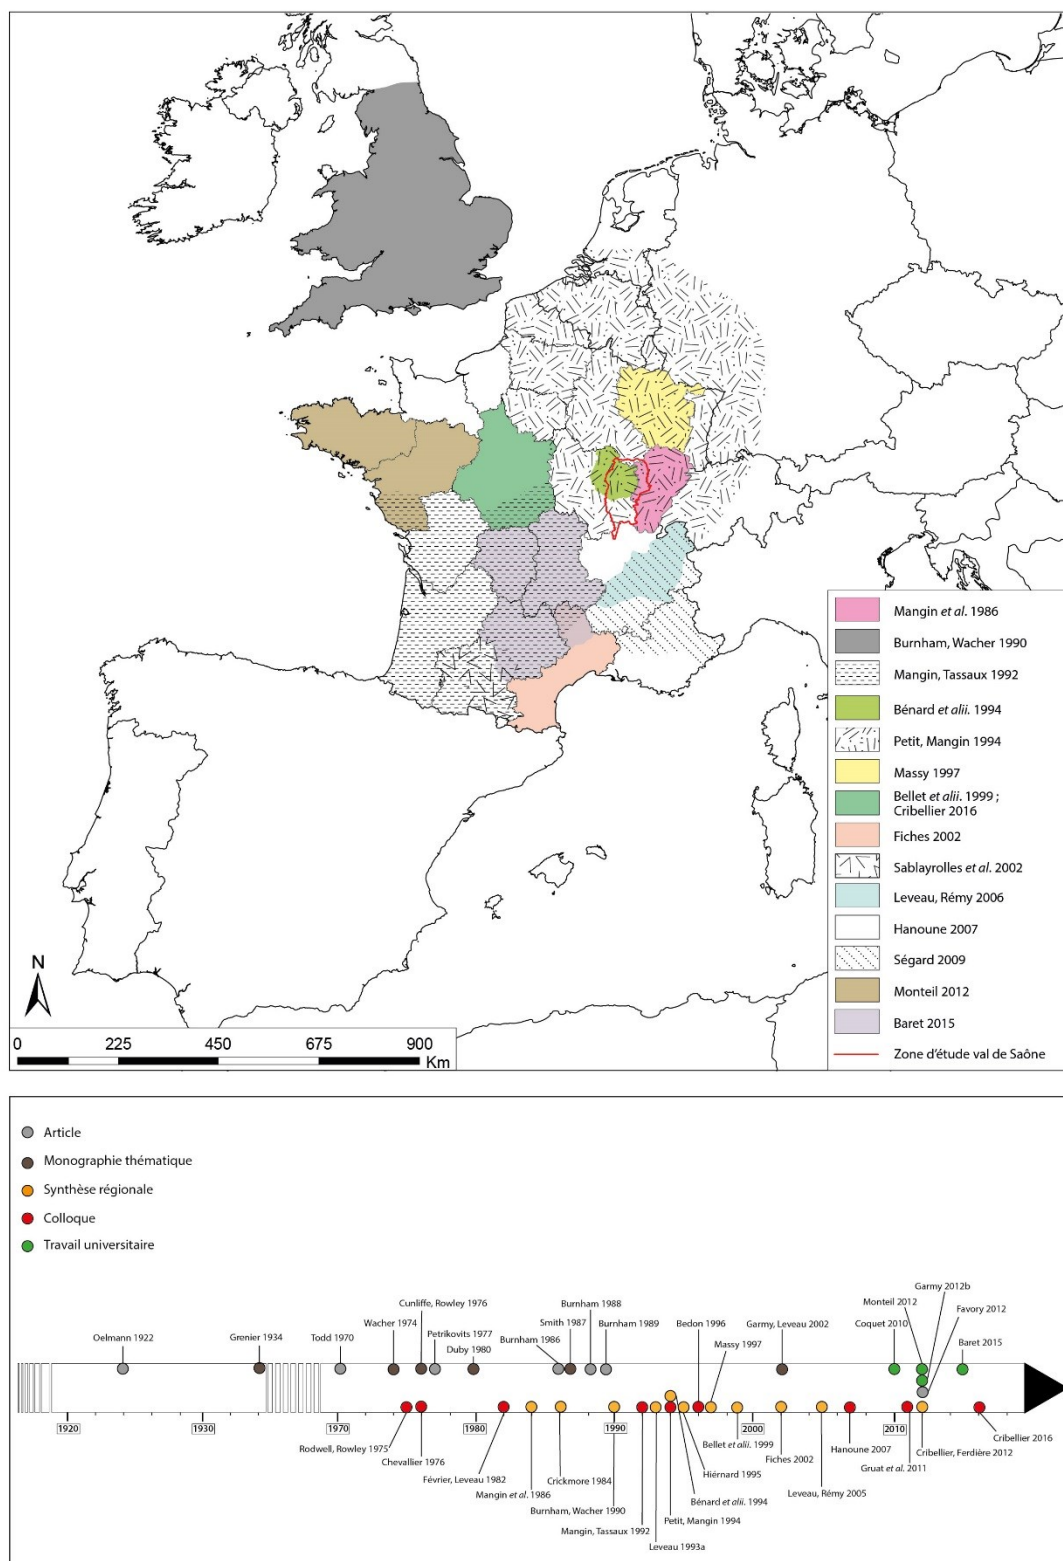 Mangin et al. 1986
Burnham, Wacher 1990
Mangin, Tassaux 1992
Bénard et alii. 1994
Petit, Mangin 1994
Massy 1997
Bellet et alii. 1999 ;
Cribellier 2016
Fiches 2002
Sablayrolles et al. 2002
Leveau, Rémy 2006
Hanoune 2007
Ségard 2009
Monteil 2012
Baret 2015
Zone d'étude val de Saône
N
0 225 450 675 900
Km
Article
Monographie thématique
Synthèse régionale
Colloque
Travail universitaire
Garmy 2012b
Cunliffe, Rowley 1976
Burnham 1988
Monteil 2012
Favory 2012
Wacher 1974
Petrikovits 1977
Smith 1987
Bedon 1996
Garmy, Leveau 2002
Coquet 2010
Oelmann 1922
Grenier 1934
Todd 1970
Duby 1980
Burnham 1986
Burnham 1989
Massy 1997
Baret 2015
1920
1930
1970
1980
1990
2000
2010
Rodwell, Rowley 1975
Bellet et alii. 1999
Hanoune 2007
Cribellier 2016
Chevallier 1976
Crickmore 1984
Hiérnard 1995
Fiches 2002
Cribellier, Ferdière 2012
Février, Leveau 1982
Gruat et al. 2011
Mangin et al. 1986
Bénard et alii. 1994
Leveau, Rémy 2005
Burnham, Wacher 1990
Petit, Mangin 1994
Mangin, Tassaux 1992
Leveau 1993a